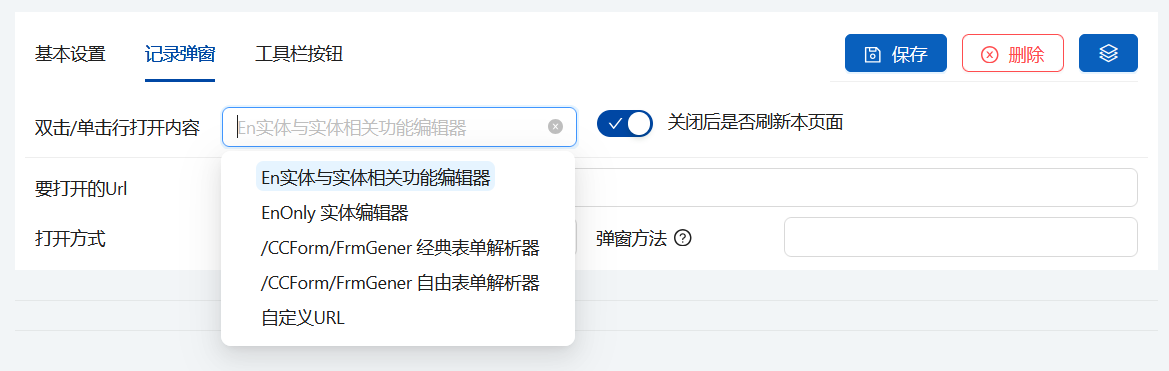 基本设置 记录弹窗 工具栏按钮 保存 删除
双击/单击行打开内容 En实体与实体相关功能编辑器 关闭后是否刷新本页面
En实体与实体相关功能编辑器
要打开的Url
EnOnly 实体编辑器
打开方式 弹窗方法
/CCForm/FrmGener 经典表单解析器
/CCForm/FrmGener 自由表单解析器
自定义URL